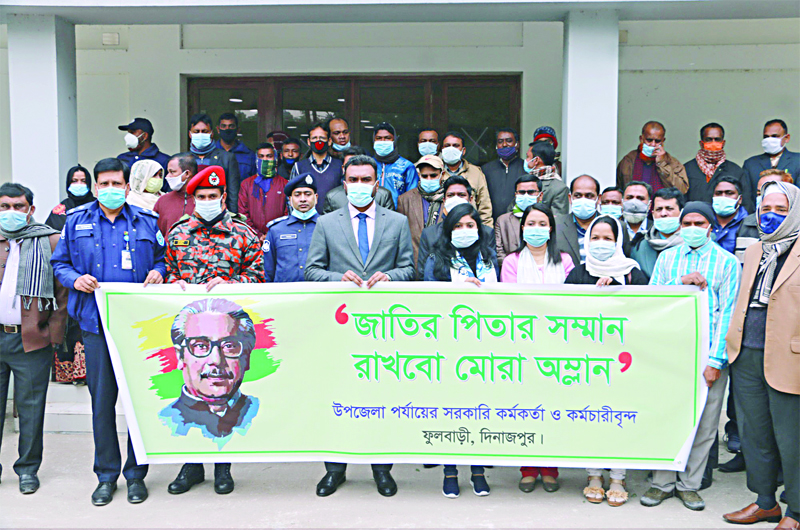 ‘জাতির পিতার সম্মান
রাখবো মোরা অম্লান’
উপজেলা পর্যায়ের সরকারি কর্মকর্তা ও কর্মচারীবৃন্দ
ফুলবাড়ী, দিনাজপুর।